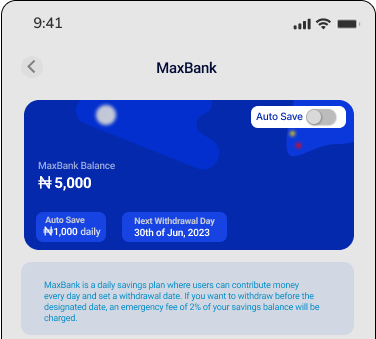 9:41
MaxBank
Auto Save
MaxBank Balance
₦ 5,000
Auto Save
₦1,000 daily
Next Withdrawal Day
30th of Jun, 2023
MaxBank is a daily savings plan where users can contribute money
every day and set a withdrawal date. If you want to withdraw before the
designated date, an emergency fee of 2% of your savings balance will be
charged.